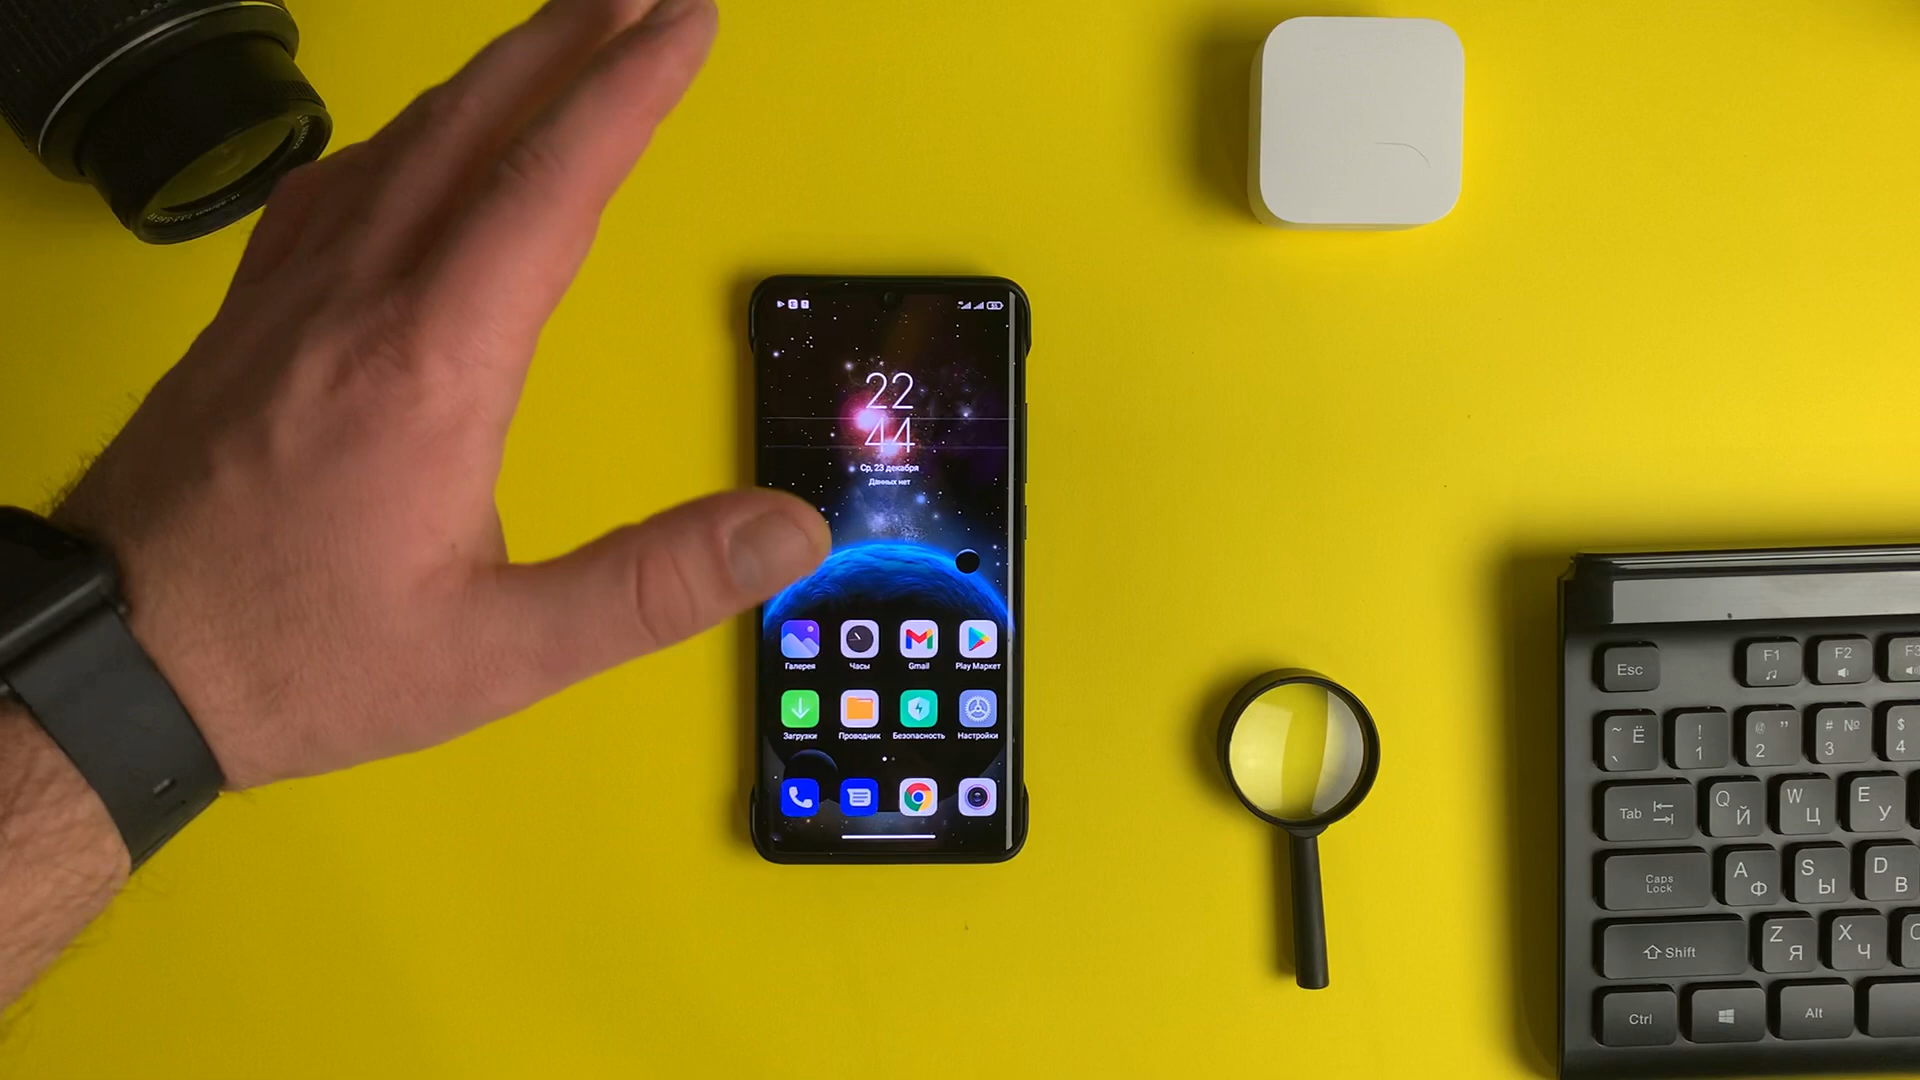 22
44
Ср, 23 декабря
Данных нет
Галерея Часы Gmail Play Маркет
Загрузки Проводник Безопасность Настройки
Esc F1 F2 F3
~ Ё ! 1 @ " 2 # № 3 $ 4
Tab Q Й W Ц E У
Caps Lock A Ф S Ы D В
Shift Z Я X Ч C
Ctrl Alt